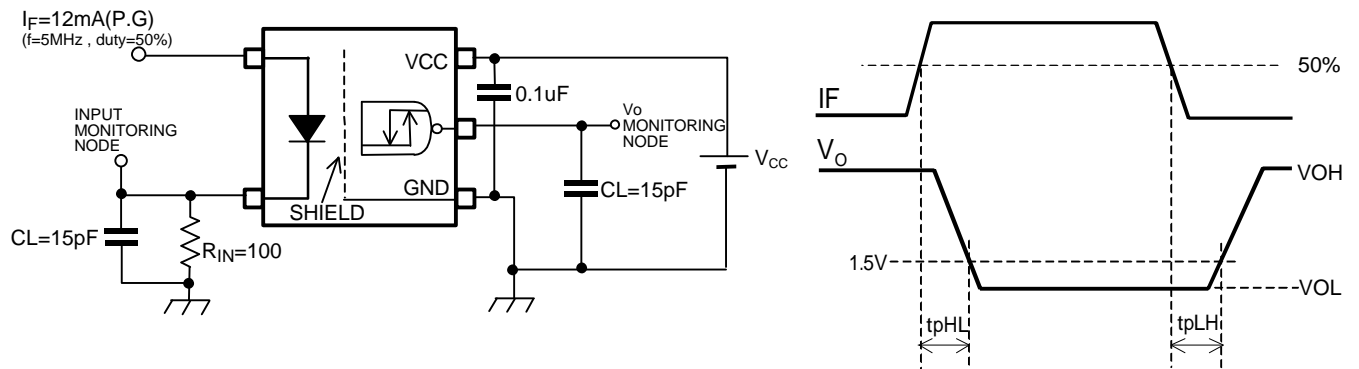 IF=12mA(P.G)
(f=5MHz , duty=50%)
INPUT
MONITORING
NODE
CL=15pF
RIN=100
SHIELD
VCC
GND
0.1uF
Vo
MONITORING
NODE
CL=15pF
VCC
IF
50%
VO
VOH
1.5V
VOL
tpHL
tpLH